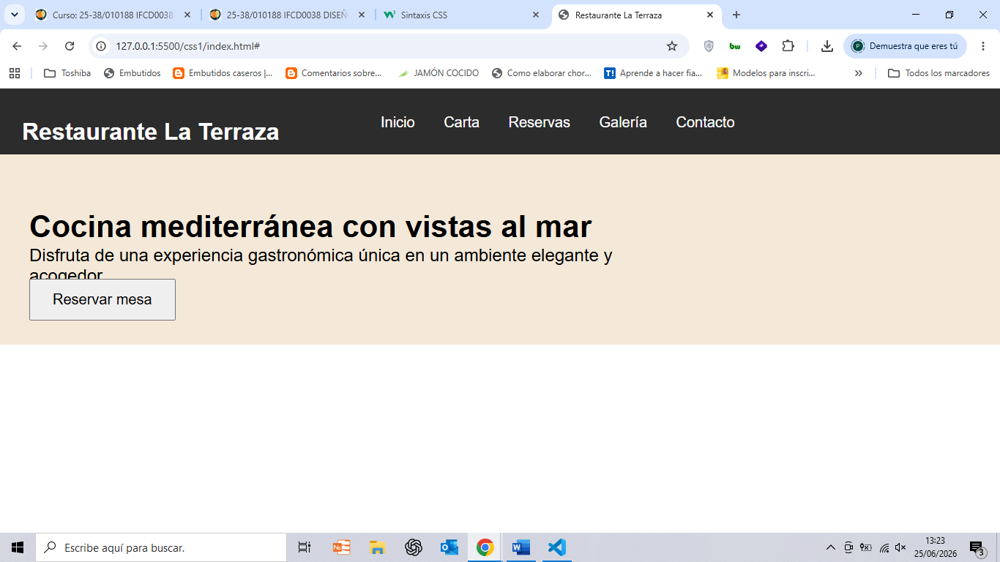 Curso: 25-38/010188 IFCD0038
25-38/010188 IFCD0038 DISEÑ
Sintaxis CSS
Restaurante La Terraza
127.0.0.1:5500/css1/index.html#
bw
P
Demuestra que eres tú
Toshiba
Embutidos
Embutidos caseros |...
Comentarios sobre...
JAMÓN COCIDO
Como elaborar chor...
T!
Aprende a hacer fia...
Modelos para inscri...
Todos los marcadores
Restaurante La Terraza
Inicio
Carta
Reservas
Galería
Contacto
Cocina mediterránea con vistas al mar
Disfruta de una experiencia gastronómica única en un ambiente elegante y
acogedor
Reservar mesa
Escribe aquí para buscar.
13:23
25/06/2026
3